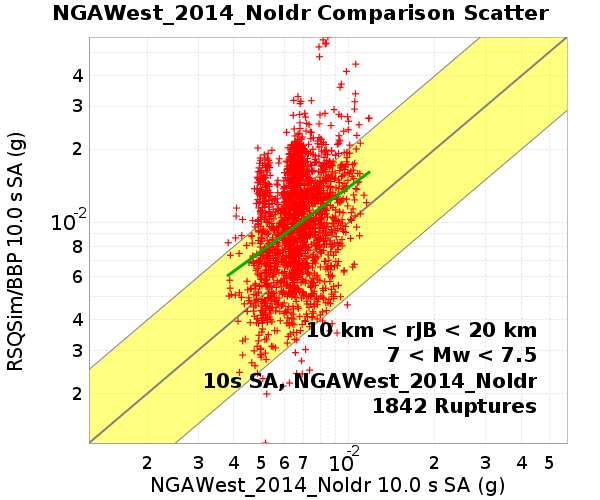 NGAWest_2014_NoIdr Comparison Scatter
RSQSim/BBP 10.0 s SA (g)
4
3
2
10-2
8
6
4
3
2
10 km < rJB < 20 km
7 < Mw < 7.5
10s SA, NGAWest_2014_NoIdr
1842 Ruptures
2 3 4 5 6 7 10-2 2 3 4 5
NGAWest_2014_NoIdr 10.0 s SA (g)